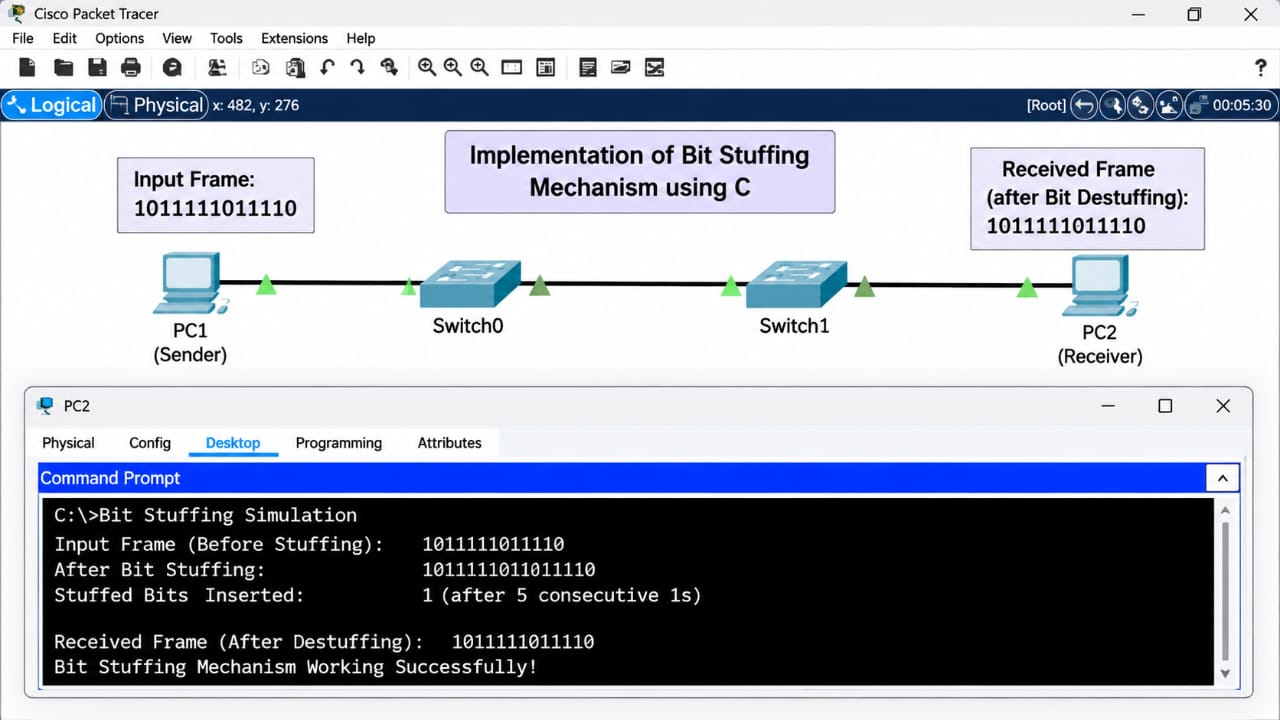 Cisco Packet Tracer
File Edit Options View Tools Extensions Help
?
Logical Physical x: 482, y: 276 [Root] 00:05:30
Implementation of Bit Stuffing
Mechanism using C
Input Frame:
1011111011110
Received Frame
(after Bit Destuffing):
1011111011110
PC1
(Sender)
Switch0
Switch1
PC2
(Receiver)
PC2
Physical Config Desktop Programming Attributes
Command Prompt
C:\>Bit Stuffing Simulation
Input Frame (Before Stuffing): 1011111011110
After Bit Stuffing: 1011111011011110
Stuffed Bits Inserted: 1 (after 5 consecutive 1s)
Received Frame (After Destuffing): 1011111011110
Bit Stuffing Mechanism Working Successfully!